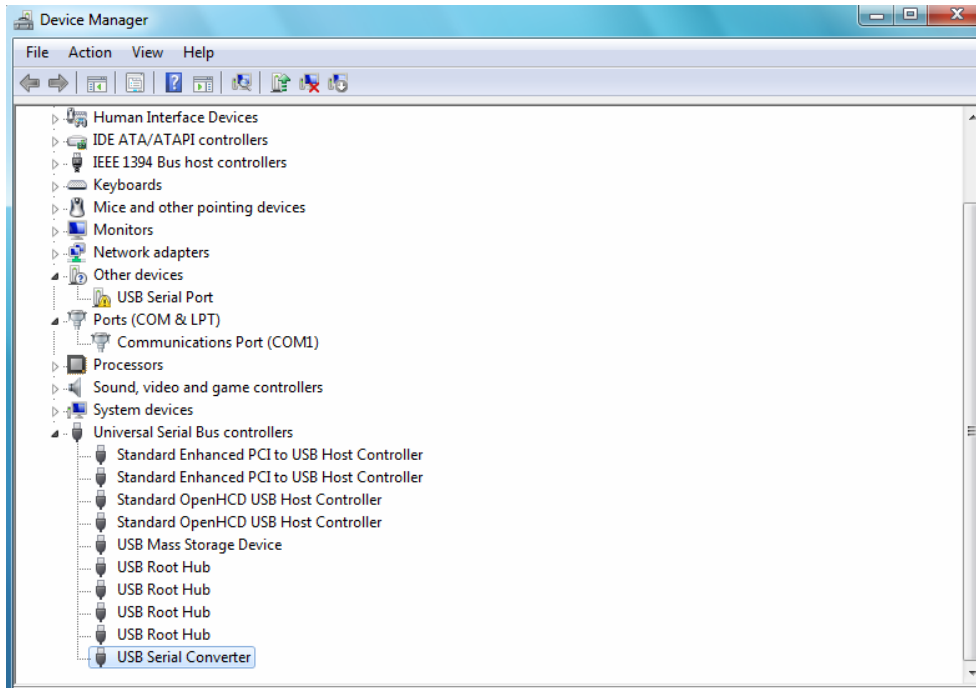 Device Manager
File Action View Help
Human Interface Devices
IDE ATA/ATAPI controllers
IEEE 1394 Bus host controllers
Keyboards
Mice and other pointing devices
Monitors
Network adapters
Other devices
USB Serial Port
Ports (COM & LPT)
Communications Port (COM1)
Processors
Sound, video and game controllers
System devices
Universal Serial Bus controllers
Standard Enhanced PCI to USB Host Controller
Standard Enhanced PCI to USB Host Controller
Standard OpenHCD USB Host Controller
Standard OpenHCD USB Host Controller
USB Mass Storage Device
USB Root Hub
USB Root Hub
USB Root Hub
USB Root Hub
USB Serial Converter